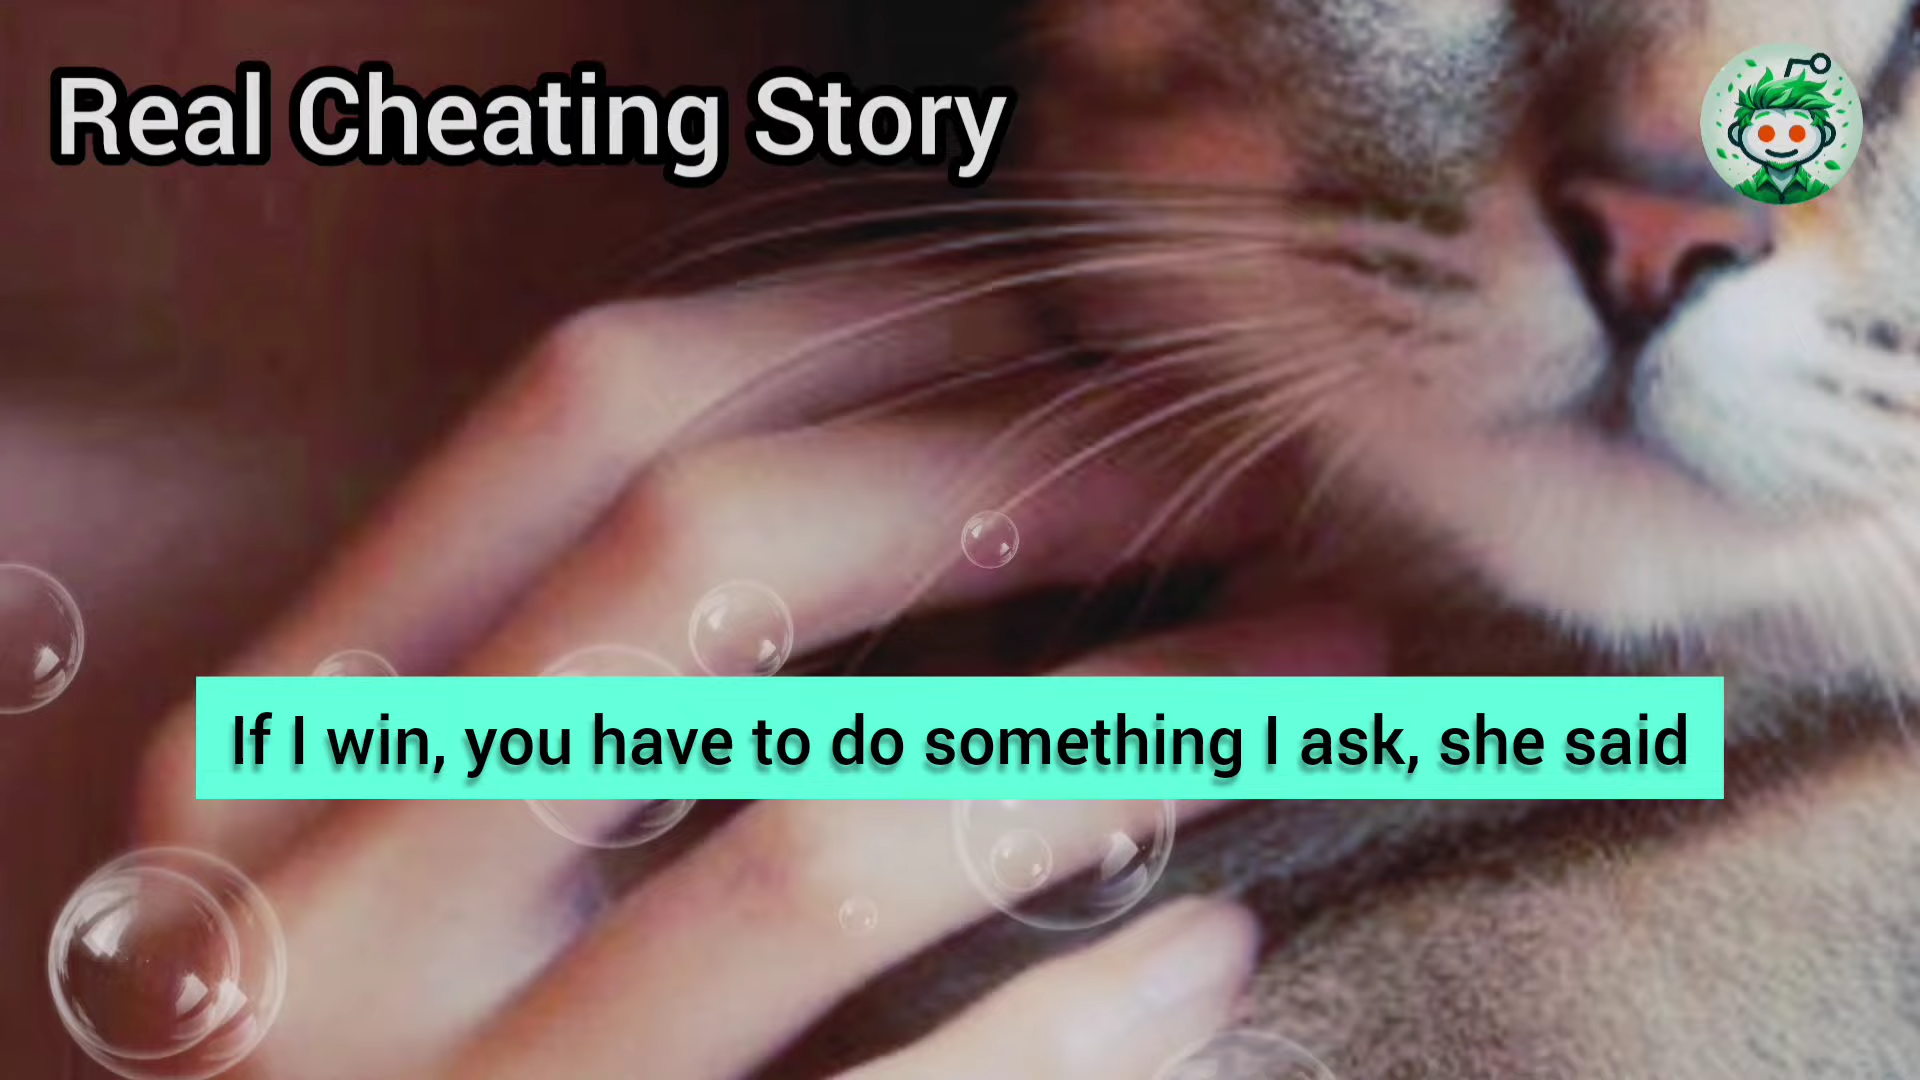 Real Cheating Story
If I win, you have to do something I ask, she said